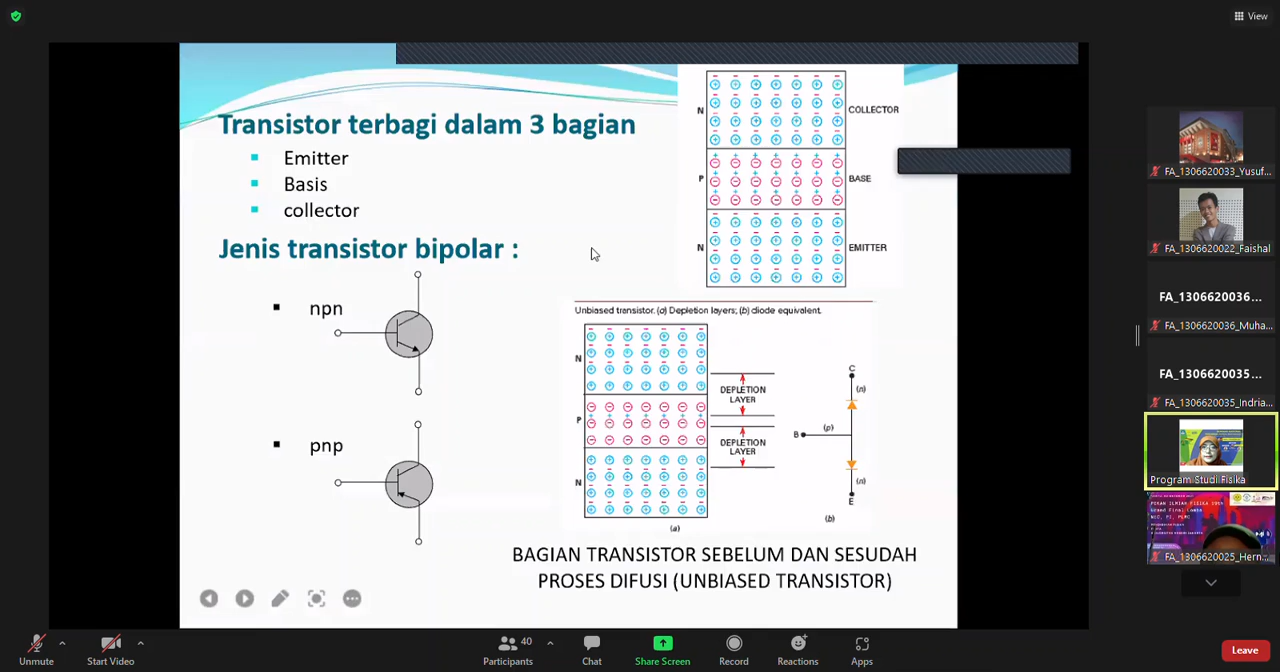 View
Transistor terbagi dalam 3 bagian
Emitter
Basis
collector
Jenis transistor bipolar :
npn
pnp
N
COLLECTOR
P
BASE
N
EMITTER
Unbiased transistor. (a) Depletion layers; (b) diode equivalent.
N
P
N
DEPLETION
LAYER
DEPLETION
LAYER
(a)
C
(n)
B
(p)
(n)
E
(b)
BAGIAN TRANSISTOR SEBELUM DAN SESUDAH
PROSES DIFUSI (UNBIASED TRANSISTOR)
FA_1306620033_Yusuf...
FA_1306620022_Faishal
FA_1306620036...
FA_1306620036_Muha...
FA_1306620035...
FA_1306620035_Indria...
Program Studi Fisika
FA_1306620025_Hern...
Unmute
Start Video
40
Participants
Chat
Share Screen
Record
Reactions
Apps
Leave